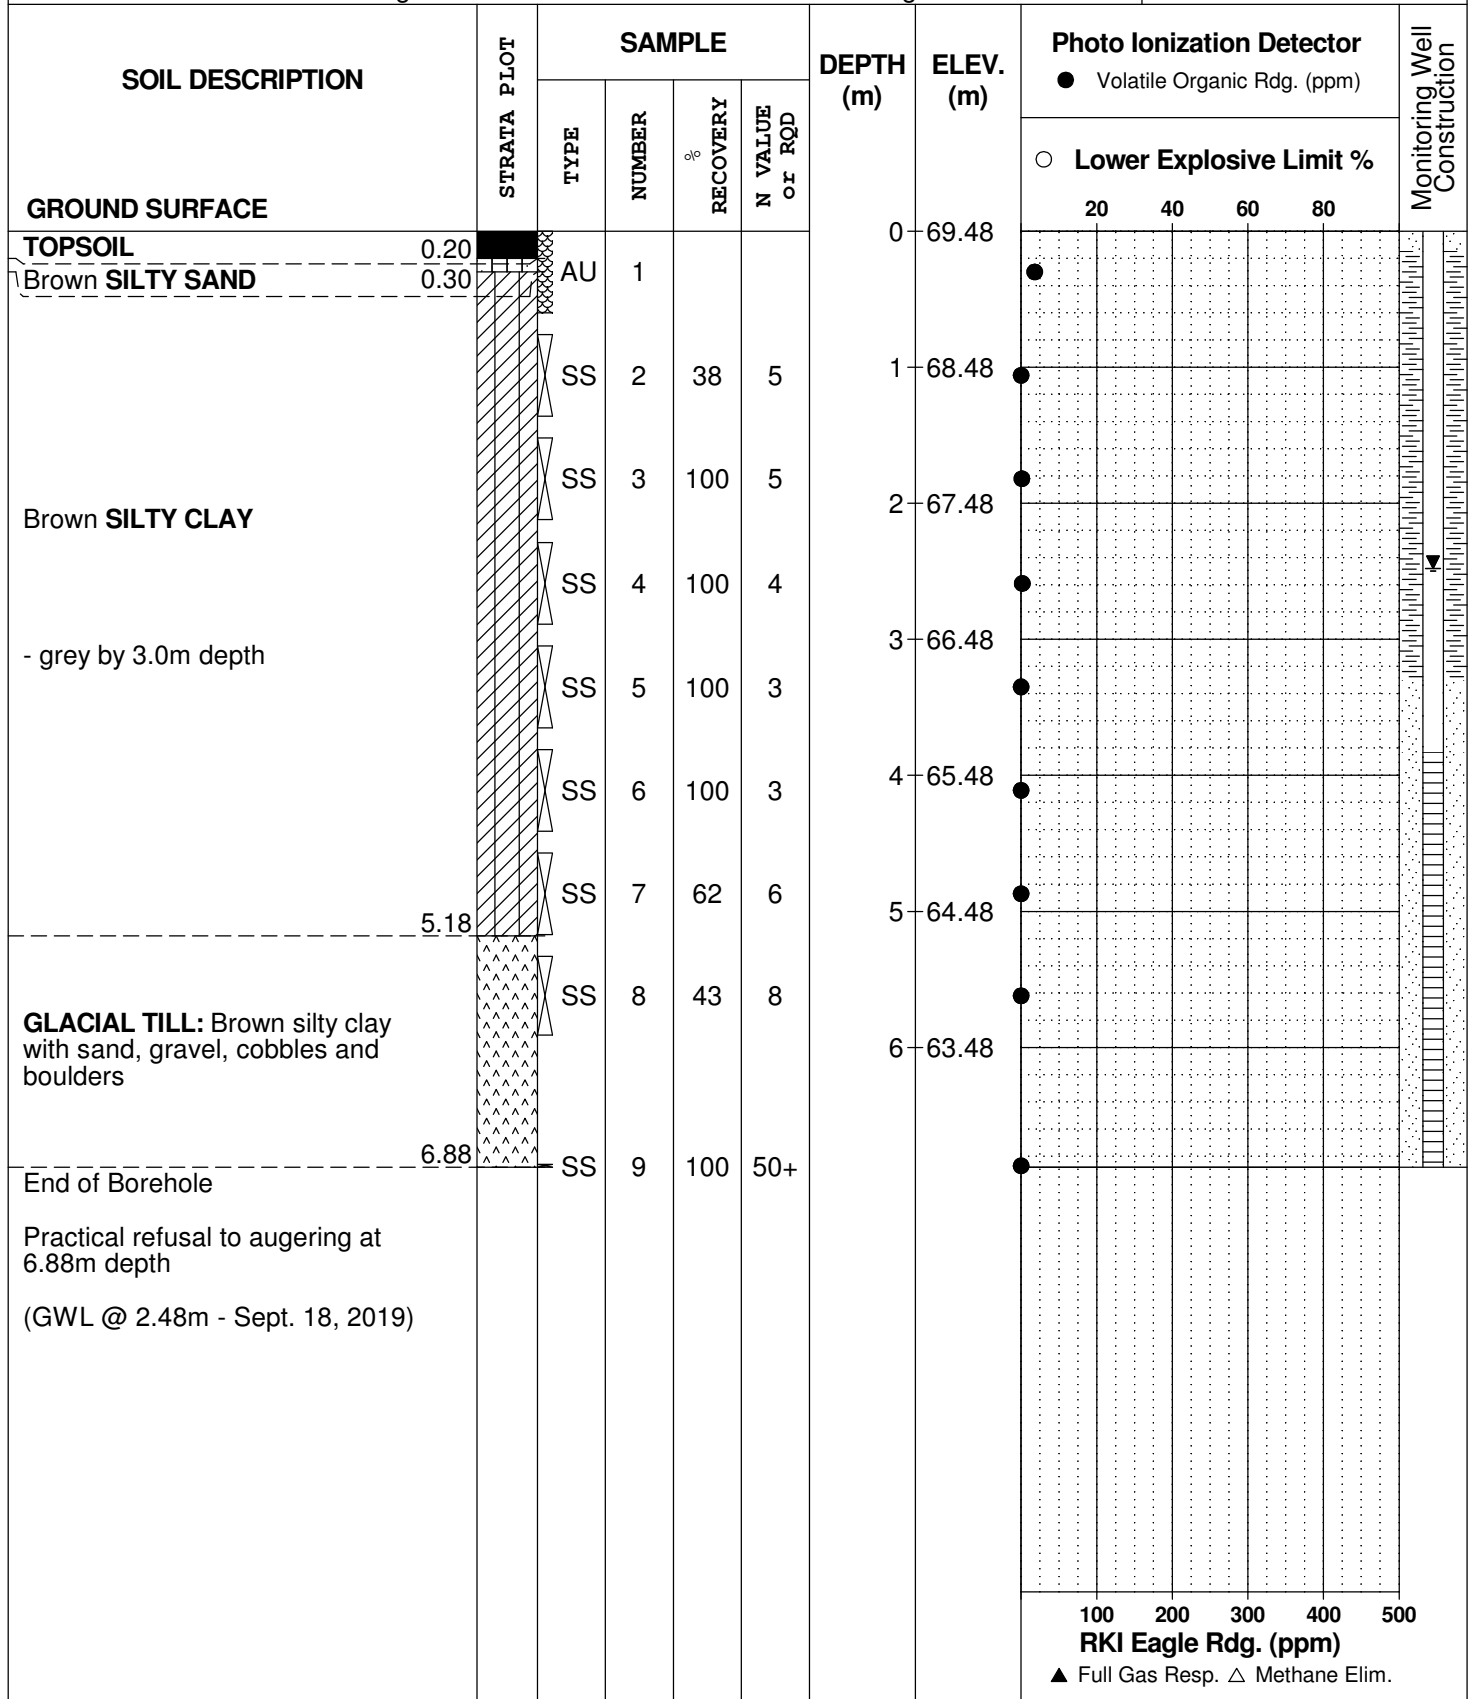 SOIL DESCRIPTION
GROUND SURFACE
STRATA PLOT
SAMPLE
TYPE
NUMBER
% RECOVERY
N VALUE or RQD
DEPTH (m)
ELEV. (m)
Photo Ionization Detector
● Volatile Organic Rdg. (ppm)
○ Lower Explosive Limit %
20 40 60 80
Monitoring Well Construction
0 69.48
TOPSOIL 0.20
Brown SILTY SAND 0.30
AU 1
1 68.48
SS 2 38 5
SS 3 100 5
2 67.48
Brown SILTY CLAY
SS 4 100 4
3 66.48
- grey by 3.0m depth
SS 5 100 3
4 65.48
SS 6 100 3
SS 7 62 6
5 64.48
5.18
SS 8 43 8
GLACIAL TILL: Brown silty clay
with sand, gravel, cobbles and
boulders
6 63.48
6.88
SS 9 100 50+
End of Borehole
Practical refusal to augering at
6.88m depth
(GWL @ 2.48m - Sept. 18, 2019)
100 200 300 400 500
RKI Eagle Rdg. (ppm)
▲ Full Gas Resp. △ Methane Elim.